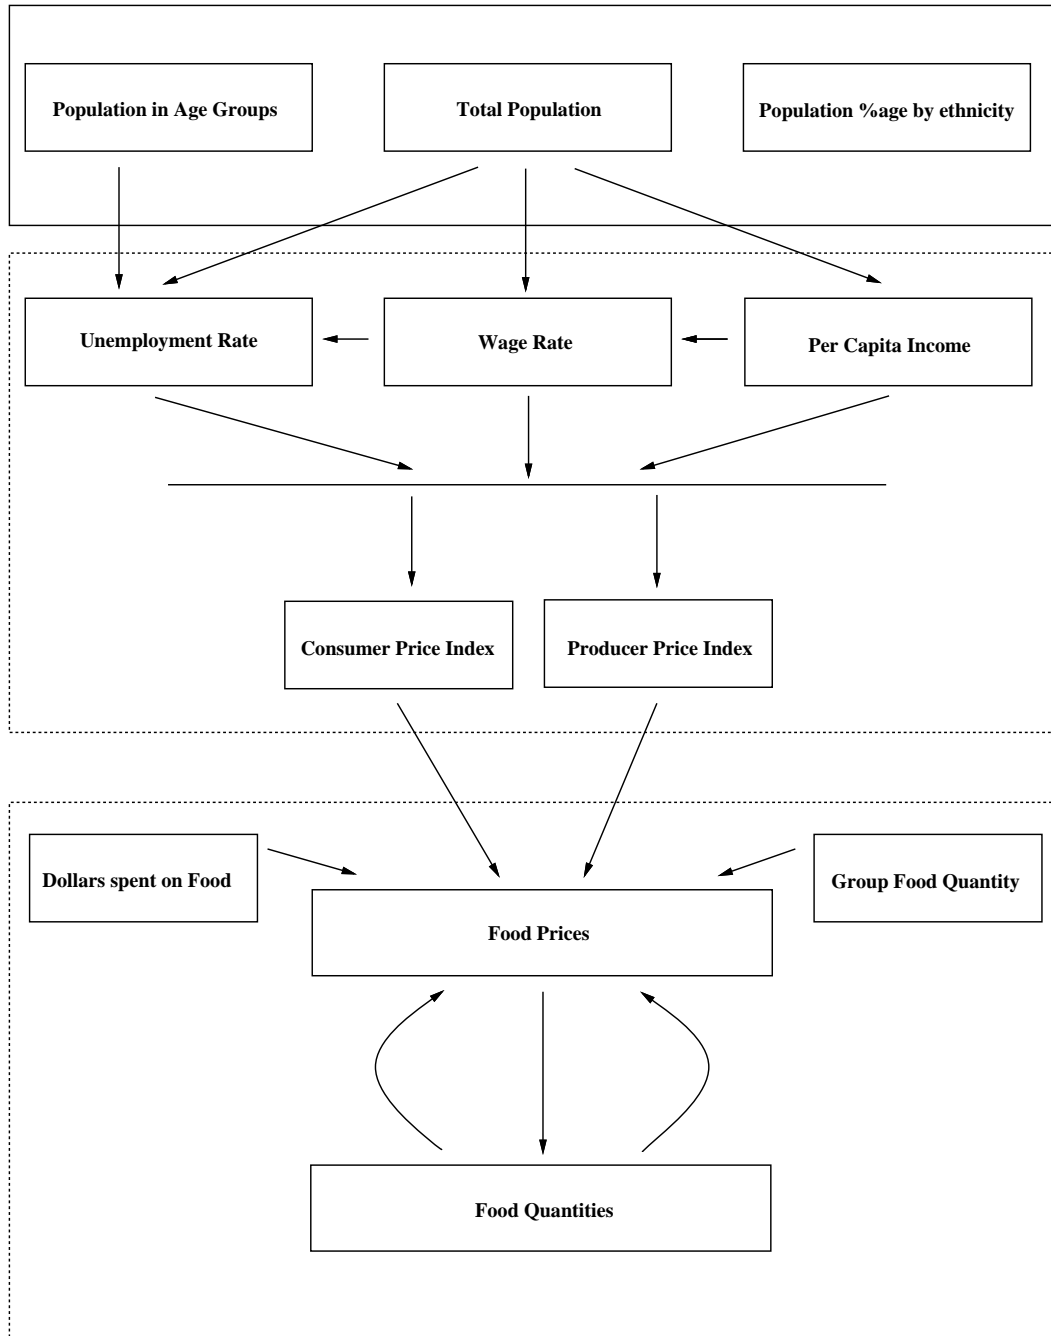 Population in Age Groups
Total Population
Population %age by ethnicity
Unemployment Rate
Wage Rate
Per Capita Income
Consumer Price Index
Producer Price Index
Dollars spent on Food
Group Food Quantity
Food Prices
Food Quantities